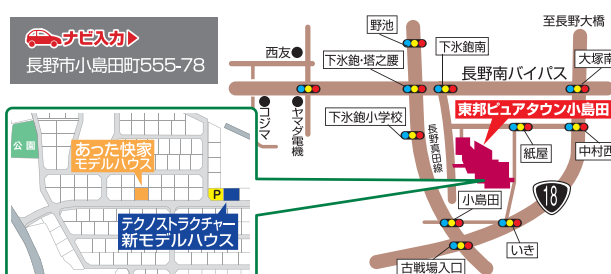 ナビ入力
長野市小島田町555-78
公園
あった快家
モデルハウス
P
テクノストラクチャー
新モデルハウス
西友
コジマ
ヤマダ電機
野池
下氷鉋・塔之腰
下氷鉋南
至長野大橋
大塚南
長野南バイパス
下氷鉋小学校
長野真田線
東邦ピュアタウン小島田
紙屋
中村西
18
小島田
いき
古戦場入口